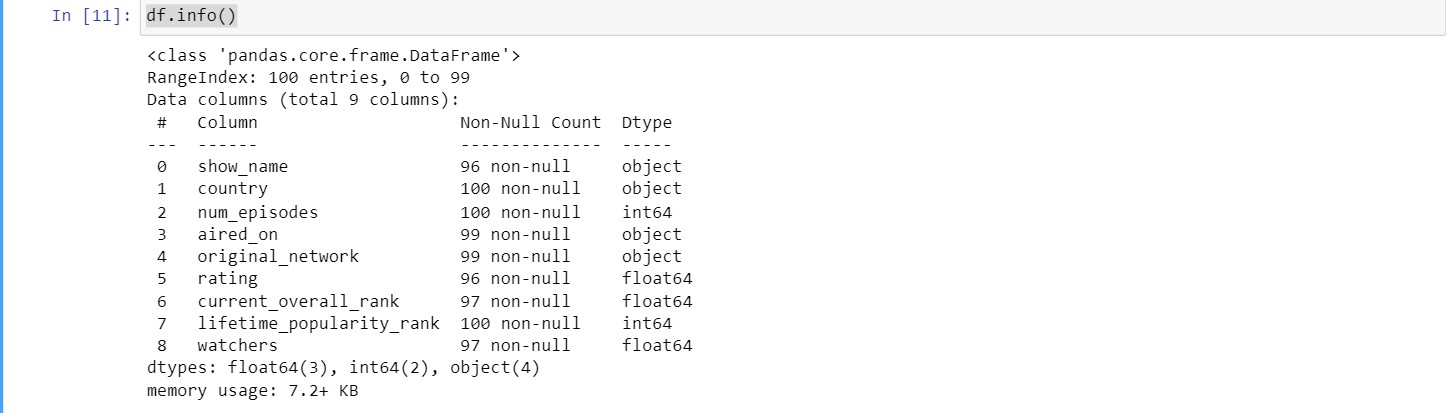 In [11]: df.info()
<class 'pandas.core.frame.DataFrame'>
RangeIndex: 100 entries, 0 to 99
Data columns (total 9 columns):
 #   Column                    Non-Null Count  Dtype
---  ------                    --------------  -----
 0   show_name                 96 non-null     object
 1   country                   100 non-null    object
 2   num_episodes              100 non-null    int64
 3   aired_on                  99 non-null     object
 4   original_network          99 non-null     object
 5   rating                    96 non-null     float64
 6   current_overall_rank      97 non-null     float64
 7   lifetime_popularity_rank  100 non-null    int64
 8   watchers                  97 non-null     float64
dtypes: float64(3), int64(2), object(4)
memory usage: 7.2+ KB